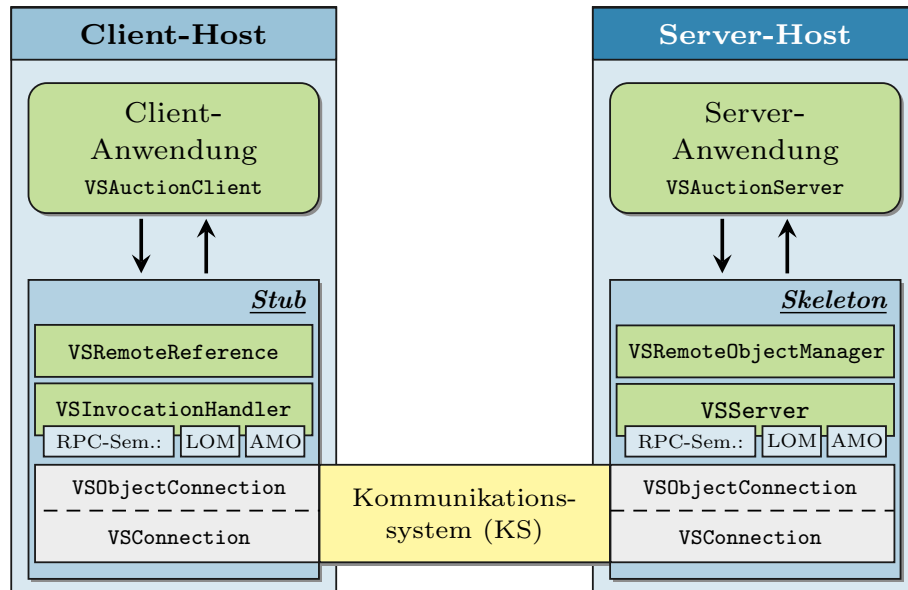 Client-Host
Client-
Anwendung
VSAuctionClient
Stub
VSRemoteReference
VSInvocationHandler
RPC-Sem.: LOM AMO
VSObjectConnection
VSConnection
Kommunikations-
system (KS)
Server-Host
Server-
Anwendung
VSAuctionServer
Skeleton
VSRemoteObjectManager
VSServer
RPC-Sem.: LOM AMO
VSObjectConnection
VSConnection